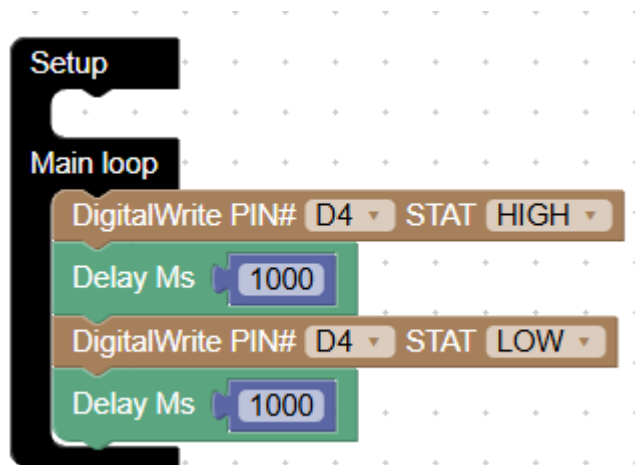 Setup
Main loop
DigitalWrite PIN# D4 STAT HIGH
Delay Ms 1000
DigitalWrite PIN# D4 STAT LOW
Delay Ms 1000